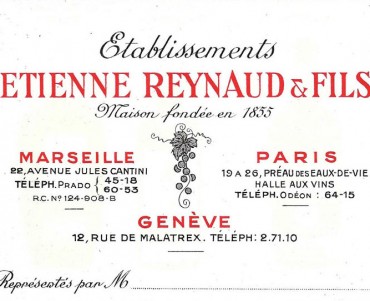 Etablissements
ETIENNE REYNAUD & FILS
Maison fondée en 1855
MARSEILLE
22, AVENUE JULES CANTINI
TÉLÉPH. PRADO { 45-18
60-53
R.C. Nº 124-908-B
PARIS
19 A 26, PRÉAU DES EAUX-DE-VIE
HALLE AUX VINS
TÉLÉPH. ODÉON : 64-15
GENÈVE
12, RUE DE MALATREX. TÉLÉPH: 2.71.10
Représentés par M